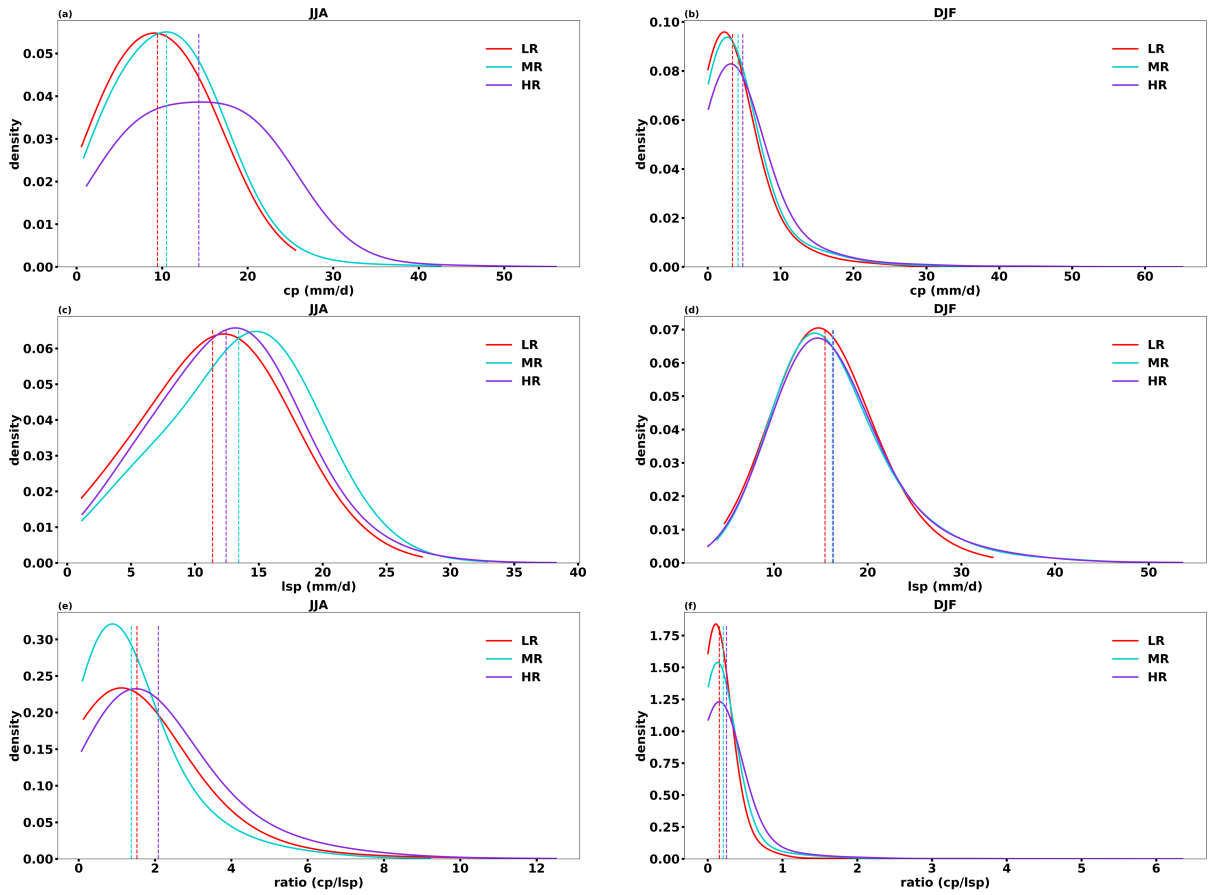 (a)
JJA
LR
MR
HR
density
0.05
0.04
0.03
0.02
0.01
0.00
0
10
20
30
40
50
cp (mm/d)
(b)
DJF
LR
MR
HR
density
0.10
0.08
0.06
0.04
0.02
0.00
0
10
20
30
40
50
60
cp (mm/d)
(c)
JJA
LR
MR
HR
density
0.06
0.05
0.04
0.03
0.02
0.01
0.00
0
5
10
15
20
25
30
35
40
lsp (mm/d)
(d)
DJF
LR
MR
HR
density
0.07
0.06
0.05
0.04
0.03
0.02
0.01
0.00
10
20
30
40
50
lsp (mm/d)
(e)
JJA
LR
MR
HR
density
0.30
0.25
0.20
0.15
0.10
0.05
0.00
0
2
4
6
8
10
12
ratio (cp/lsp)
(f)
DJF
LR
MR
HR
density
1.75
1.50
1.25
1.00
0.75
0.50
0.25
0.00
0
1
2
3
4
5
6
ratio (cp/lsp)